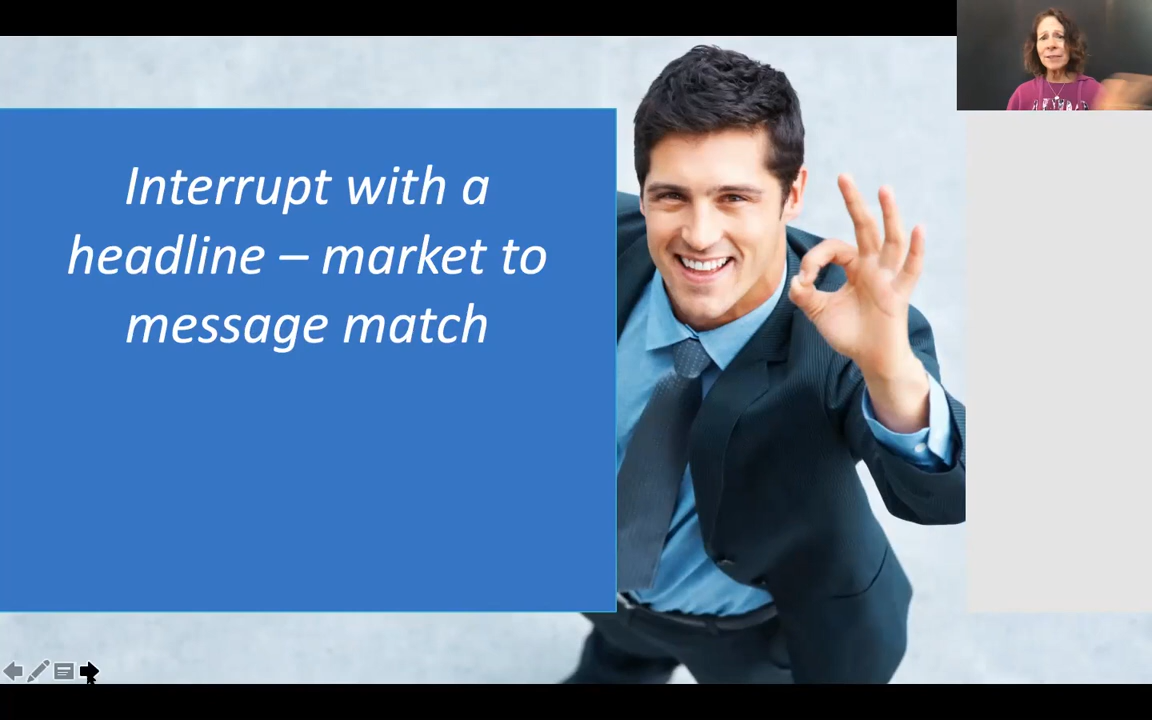 Interrupt with a
headline – market to
message match